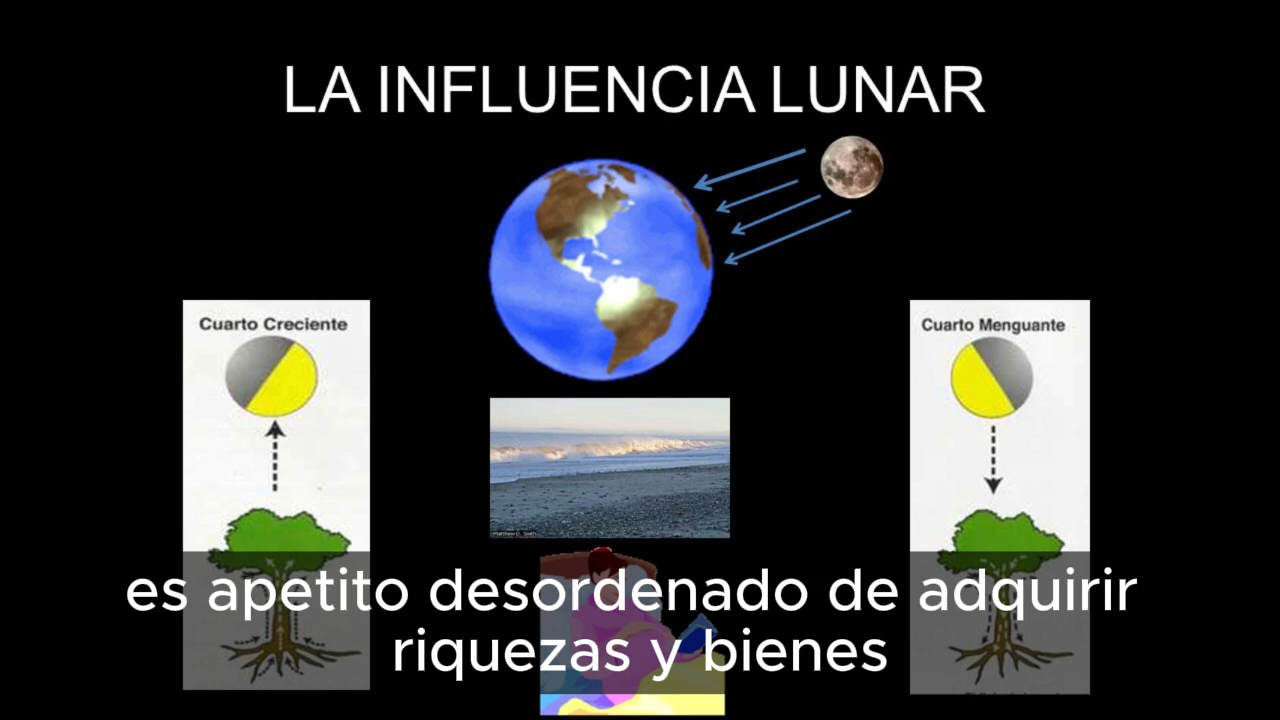 LA INFLUENCIA LUNAR
Cuarto Creciente
Cuarto Menguante
es apetito desordenado de adquirir
riquezas y bienes